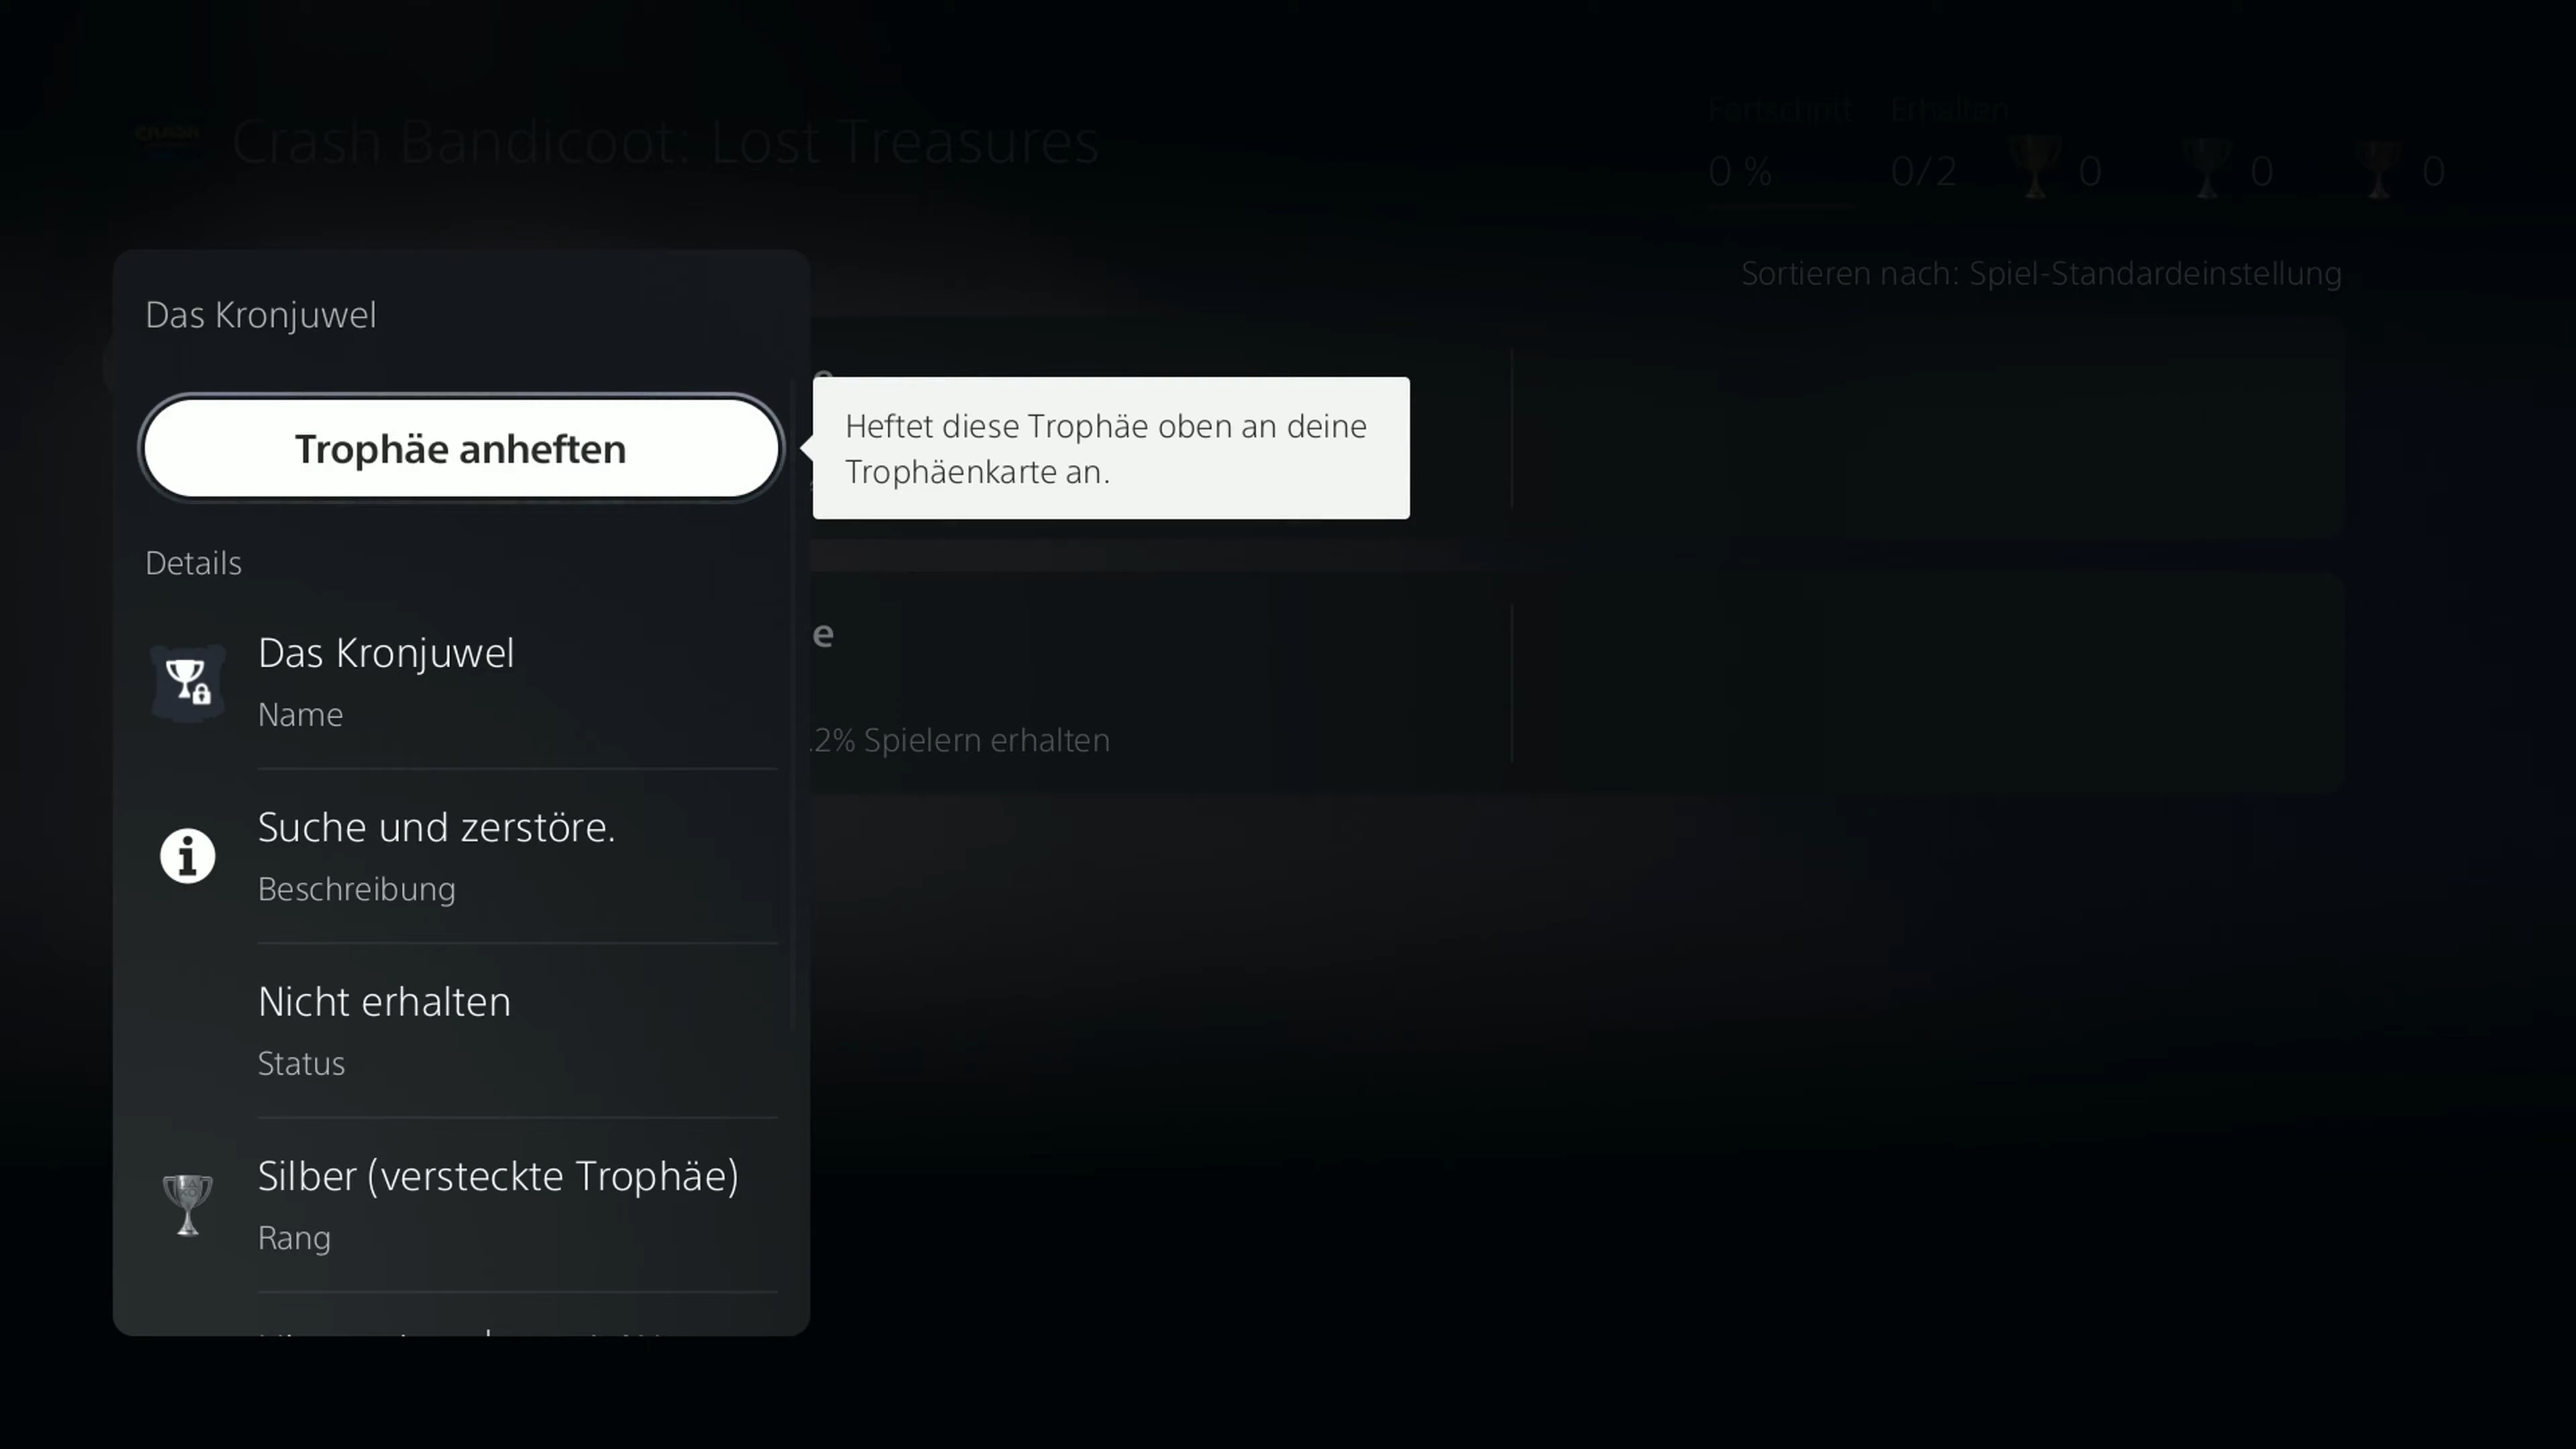 Crash Bandicoot: Lost Treasures
Fortschritt
Erhalten
0 %
0/2
0
0
0
Sortieren nach: Spiel-Standardeinstellung
Das Kronjuwel
Trophäe anheften
Heftet diese Trophäe oben an deine
Trophäenkarte an.
Details
Das Kronjuwel
Name
.2% Spielern erhalten
Suche und zerstöre.
Beschreibung
Nicht erhalten
Status
Silber (versteckte Trophäe)
Rang